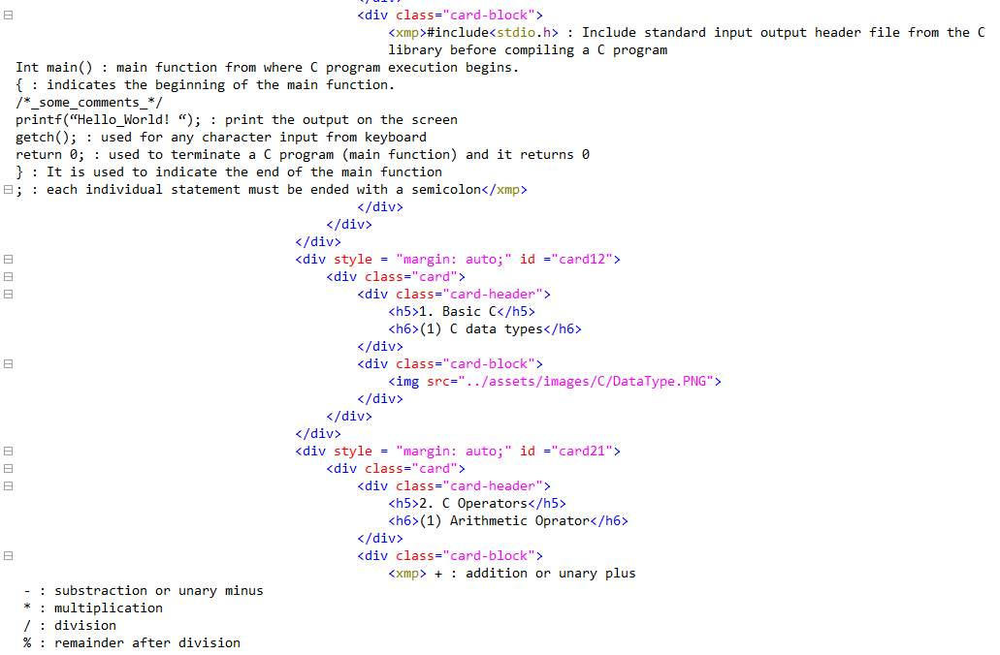 <div class="card-block">
<xmp>#include<stdio.h> : Include standard input output header file from the C
library before compiling a C program
Int main() : main function from where C program execution begins.
{ : indicates the beginning of the main function.
/*_some_comments_*/
printf(“Hello_World! “); : print the output on the screen
getch(); : used for any character input from keyboard
return 0; : used to terminate a C program (main function) and it returns 0
} : It is used to indicate the end of the main function
; : each individual statement must be ended with a semicolon</xmp>
</div>
</div>
</div>
<div style = "margin: auto;" id ="card12">
<div class="card">
<div class="card-header">
<h5>1. Basic C</h5>
<h6>(1) C data types</h6>
</div>
<div class="card-block">
<img src="../assets/images/C/DataType.PNG">
</div>
</div>
</div>
<div style = "margin: auto;" id ="card21">
<div class="card">
<div class="card-header">
<h5>2. C Operators</h5>
<h6>(1) Arithmetic Oprator</h6>
</div>
<div class="card-block">
<xmp> + : addition or unary plus
- : substraction or unary minus
* : multiplication
/ : division
% : remainder after division